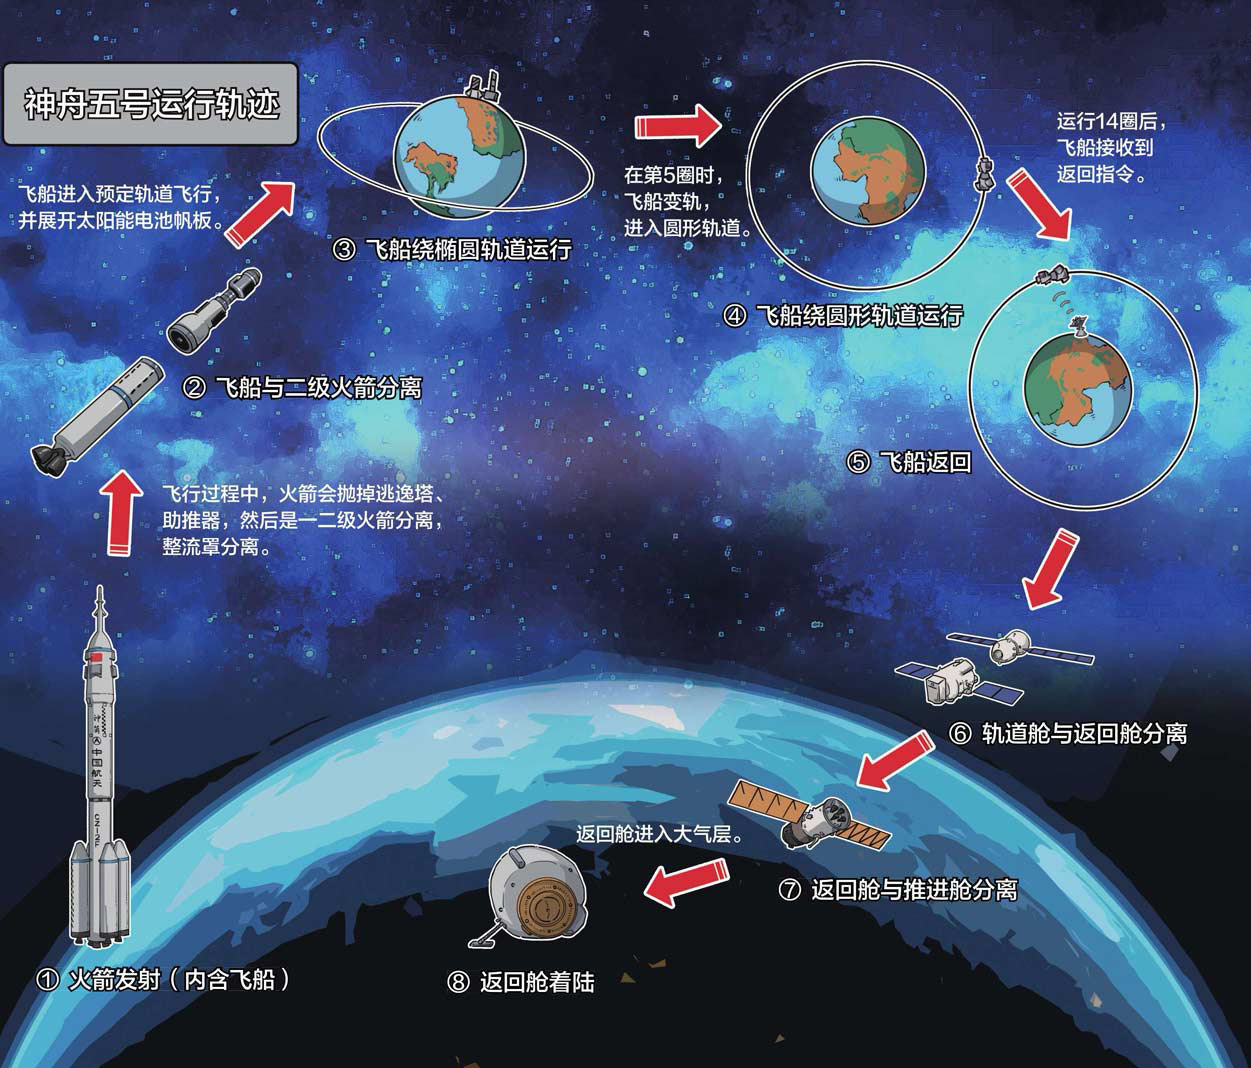 神舟五号运行轨迹
飞船进入预定轨道飞行，
并展开太阳能电池帆板。
③ 飞船绕椭圆轨道运行
在第5圈时，
飞船变轨，
进入圆形轨道。
④ 飞船绕圆形轨道运行
运行14圈后，
飞船接收到
返回指令。
② 飞船与二级火箭分离
⑤ 飞船返回
飞行过程中，火箭会抛掉逃逸塔、
助推器，然后是一二级火箭分离，
整流罩分离。
中国航天
CZ-2F
① 火箭发射（内含飞船）
⑥ 轨道舱与返回舱分离
⑦ 返回舱与推进舱分离
返回舱进入大气层。
⑧ 返回舱着陆